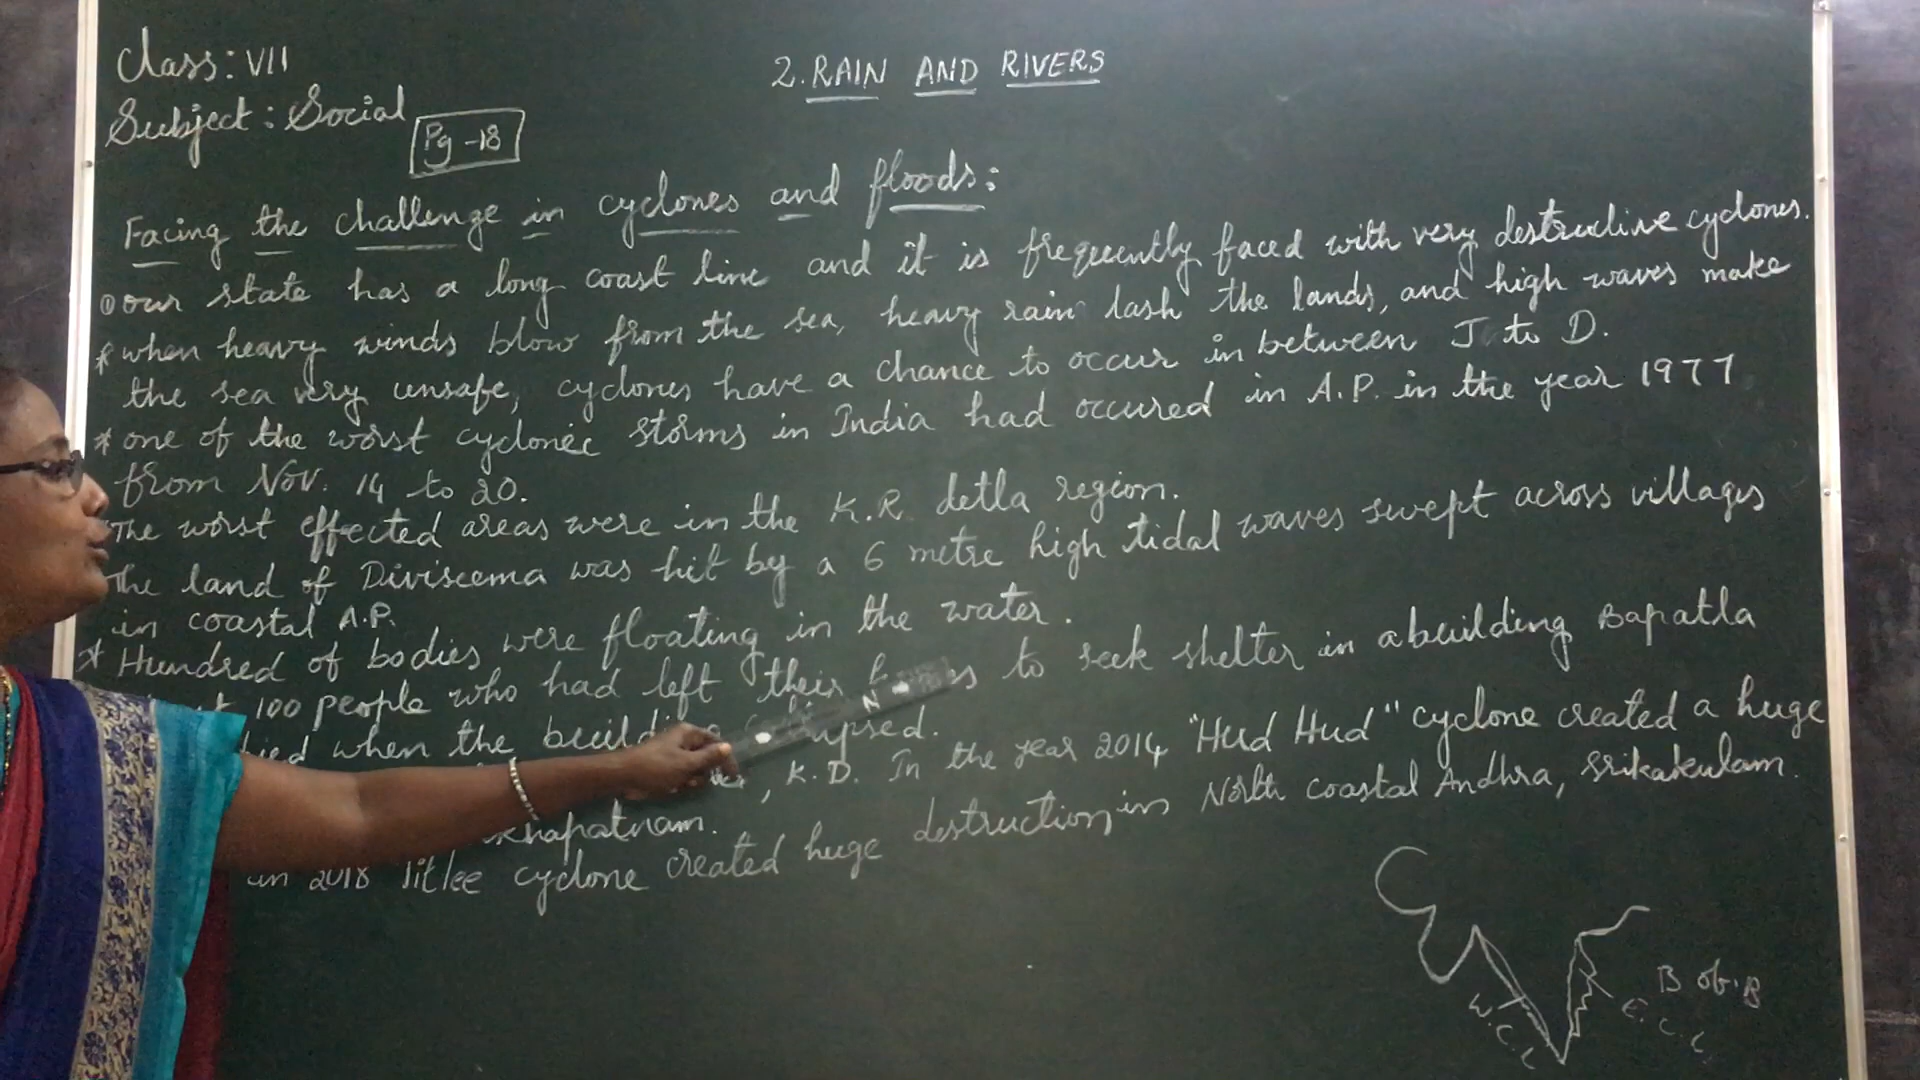 Class: VII
2. RAIN AND RIVERS
Subject: Social
Pg -18
Facing the challenge in cyclones and floods:
① our state has a long coast line and it is frequently faced with very destructive cyclones.
* when heavy winds blow from the sea, heavy rain lash the lands, and high waves make
the sea very unsafe, cyclones have a chance to occur in between J to D.
* one of the worst cyclonic storms in India had occured in A.P. in the year 1977
from Nov. 14 to 20.
The worst effected areas were in the K.R. detla region.
The land of Diviseema was hit by a 6 metre high tidal waves swept across villages
in coastal A.P.
* Hundred of bodies were floating in the water.
100 people who had left their to seek shelter in a building Bapatla
died when the building collapsed.
, K.D. In the year 2014 "Hud Hud" cyclone created a huge
in 2018 Titlee cyclone created huge destruction, in North coastal Andhra, Srikakulam.
W.C.L
E.C.L
B ob. B